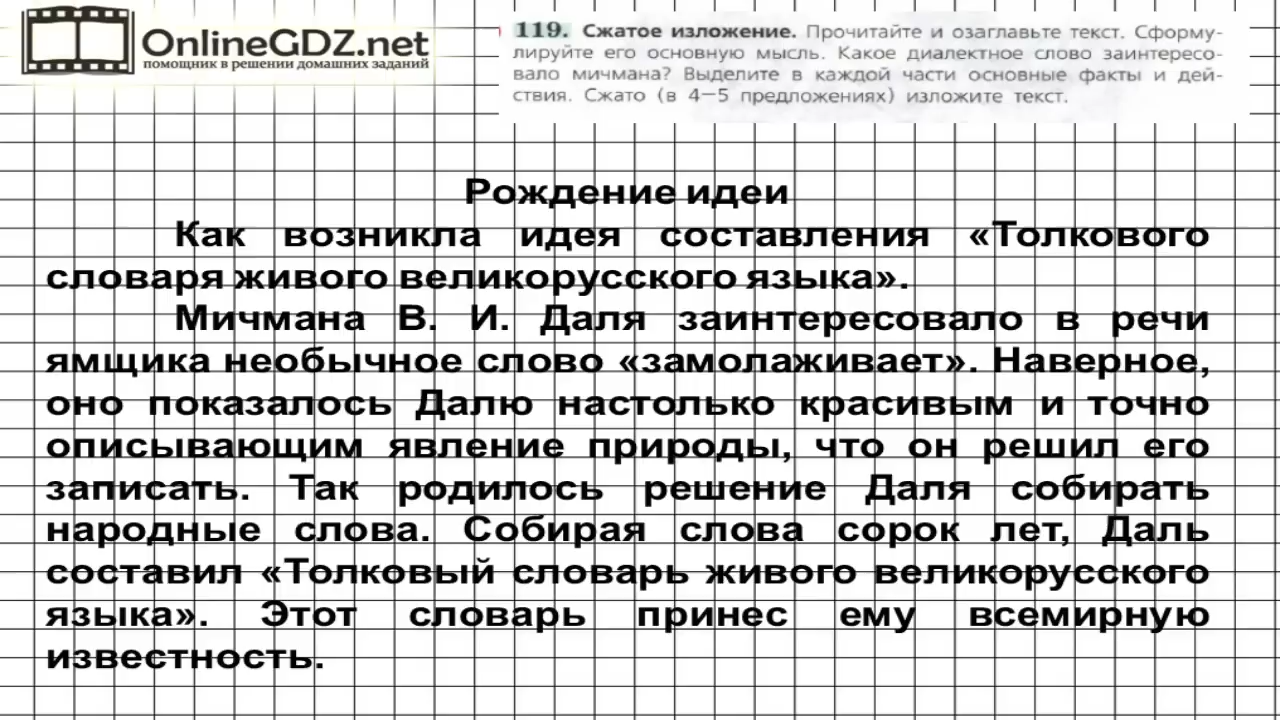 OnlineGDZ.net
помощник в решении домашних заданий
119. Сжатое изложение. Прочитайте и озаглавьте текст. Сформу-
лируйте его основную мысль. Какое диалектное слово заинтересо-
вало мичмана? Выделите в каждой части основные факты и дей-
ствия. Сжато (в 4—5 предложениях) изложите текст.
Рождение идеи
Как возникла идея составления «Толкового
словаря живого великорусского языка».
Мичмана В. И. Даля заинтересовало в речи
ямщика необычное слово «замолаживает». Наверное,
оно показалось Далю настолько красивым и точно
описывающим явление природы, что он решил его
записать. Так родилось решение Даля собирать
народные слова. Собирая слова сорок лет, Даль
составил «Толковый словарь живого великорусского
языка». Этот словарь принес ему всемирную
известность.